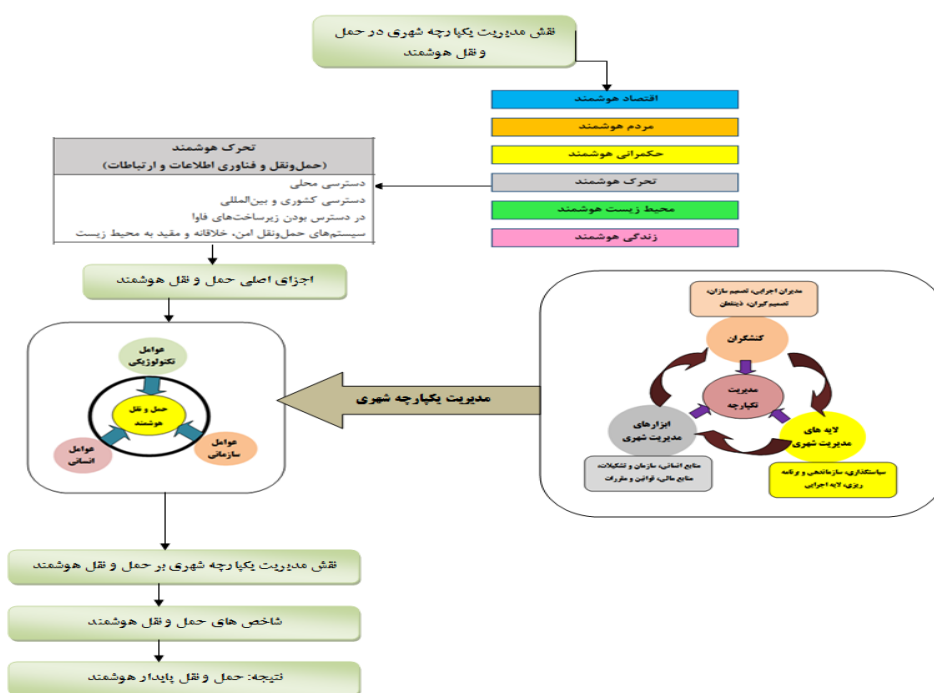 نقش مدیریت یکپارچه شهری در حمل
و نقل هوشمند
اقتصاد هوشمند
مردم هوشمند
حکمرانی هوشمند
تحرک هوشمند
محیط زیست هوشمند
زندگی هوشمند
تحرک هوشمند
(حمل‌ونقل و فناوری اطلاعات و ارتباطات)
دسترسی محلی
دسترسی کشوری و بین‌المللی
در دسترس بودن زیرساخت‌های فاوا
سیستم‌های حمل‌ونقل امن، خلاقانه و مقید به محیط زیست
اجزای اصلی حمل و نقل هوشمند
مدیران اجرایی، تصمیم سازان،
تصمیم گیران، ذینفعان
کنشگران
مدیریت
یکپارچه
ابزارهای
مدیریت شهری
لایه های
مدیریت شهری
منابع انسانی، سازمان و تشکیلات،
منابع مالی، قوانین و مقررات
سیاستگذاری، سازماندهی و برنامه
ریزی، لایه اجرایی
مدیریت یکپارچه شهری
عوامل
تکنولوژیکی
حمل و نقل
هوشمند
عوامل
سازمانی
عوامل
انسانی
نقش مدیریت یکپارچه شهری بر حمل و نقل هوشمند
شاخص های حمل و نقل هوشمند
نتیجه: حمل و نقل پایدار هوشمند